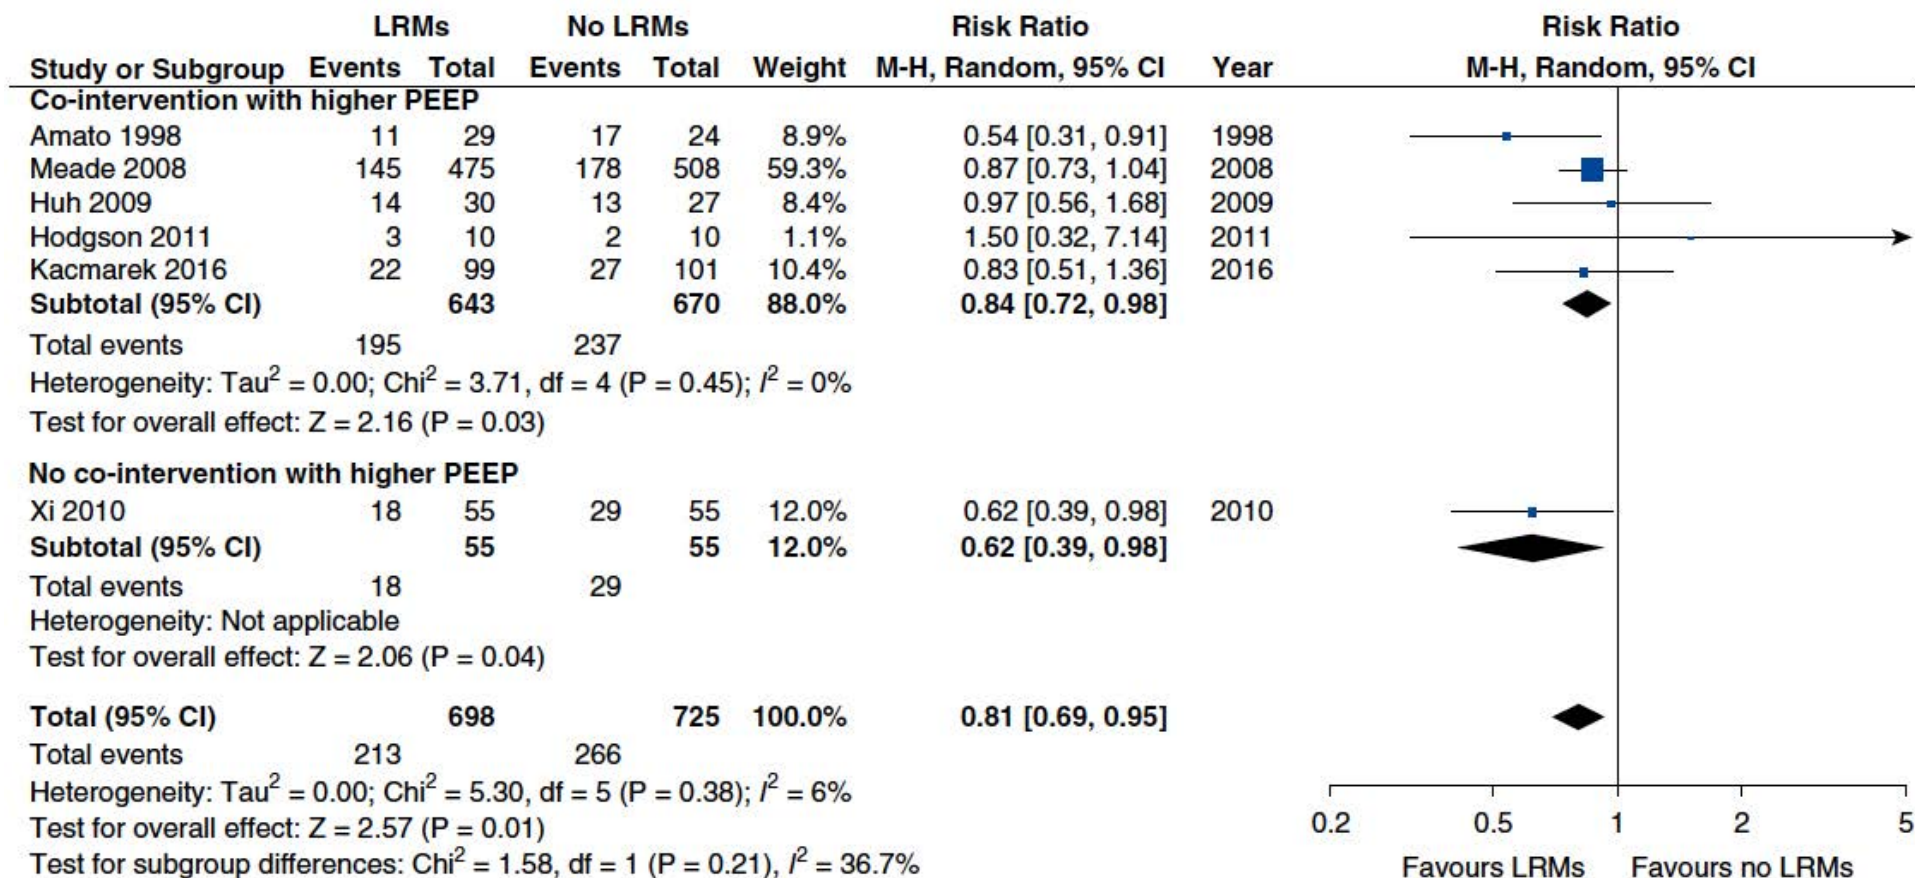 LRMs No LRMs Risk Ratio Risk Ratio
Study or Subgroup Events Total Events Total Weight M-H, Random, 95% CI Year M-H, Random, 95% CI
Co-intervention with higher PEEP
Amato 1998 11 29 17 24 8.9% 0.54 [0.31, 0.91] 1998
Meade 2008 145 475 178 508 59.3% 0.87 [0.73, 1.04] 2008
Huh 2009 14 30 13 27 8.4% 0.97 [0.56, 1.68] 2009
Hodgson 2011 3 10 2 10 1.1% 1.50 [0.32, 7.14] 2011
Kacmarek 2016 22 99 27 101 10.4% 0.83 [0.51, 1.36] 2016
Subtotal (95% CI) 643 670 88.0% 0.84 [0.72, 0.98]
Total events 195 237
Heterogeneity: Tau² = 0.00; Chi² = 3.71, df = 4 (P = 0.45); I² = 0%
Test for overall effect: Z = 2.16 (P = 0.03)
No co-intervention with higher PEEP
Xi 2010 18 55 29 55 12.0% 0.62 [0.39, 0.98] 2010
Subtotal (95% CI) 55 55 12.0% 0.62 [0.39, 0.98]
Total events 18 29
Heterogeneity: Not applicable
Test for overall effect: Z = 2.06 (P = 0.04)
Total (95% CI) 698 725 100.0% 0.81 [0.69, 0.95]
Total events 213 266
Heterogeneity: Tau² = 0.00; Chi² = 5.30, df = 5 (P = 0.38); I² = 6%
Test for overall effect: Z = 2.57 (P = 0.01)
Test for subgroup differences: Chi² = 1.58, df = 1 (P = 0.21), I² = 36.7%
0.2 0.5 1 2 5
Favours LRMs Favours no LRMs